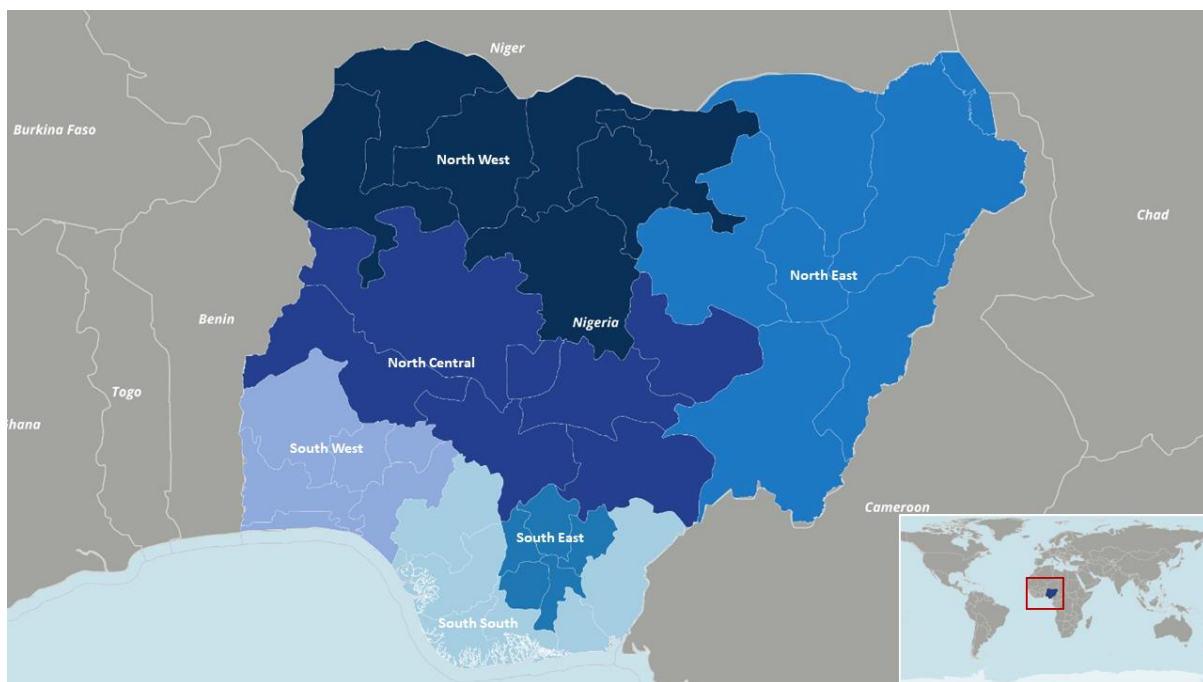 Niger
Burkina Faso
North West
Chad
North East
Benin
Nigeria
North Central
Togo
Ghana
South West
Cameroon
South East
South South